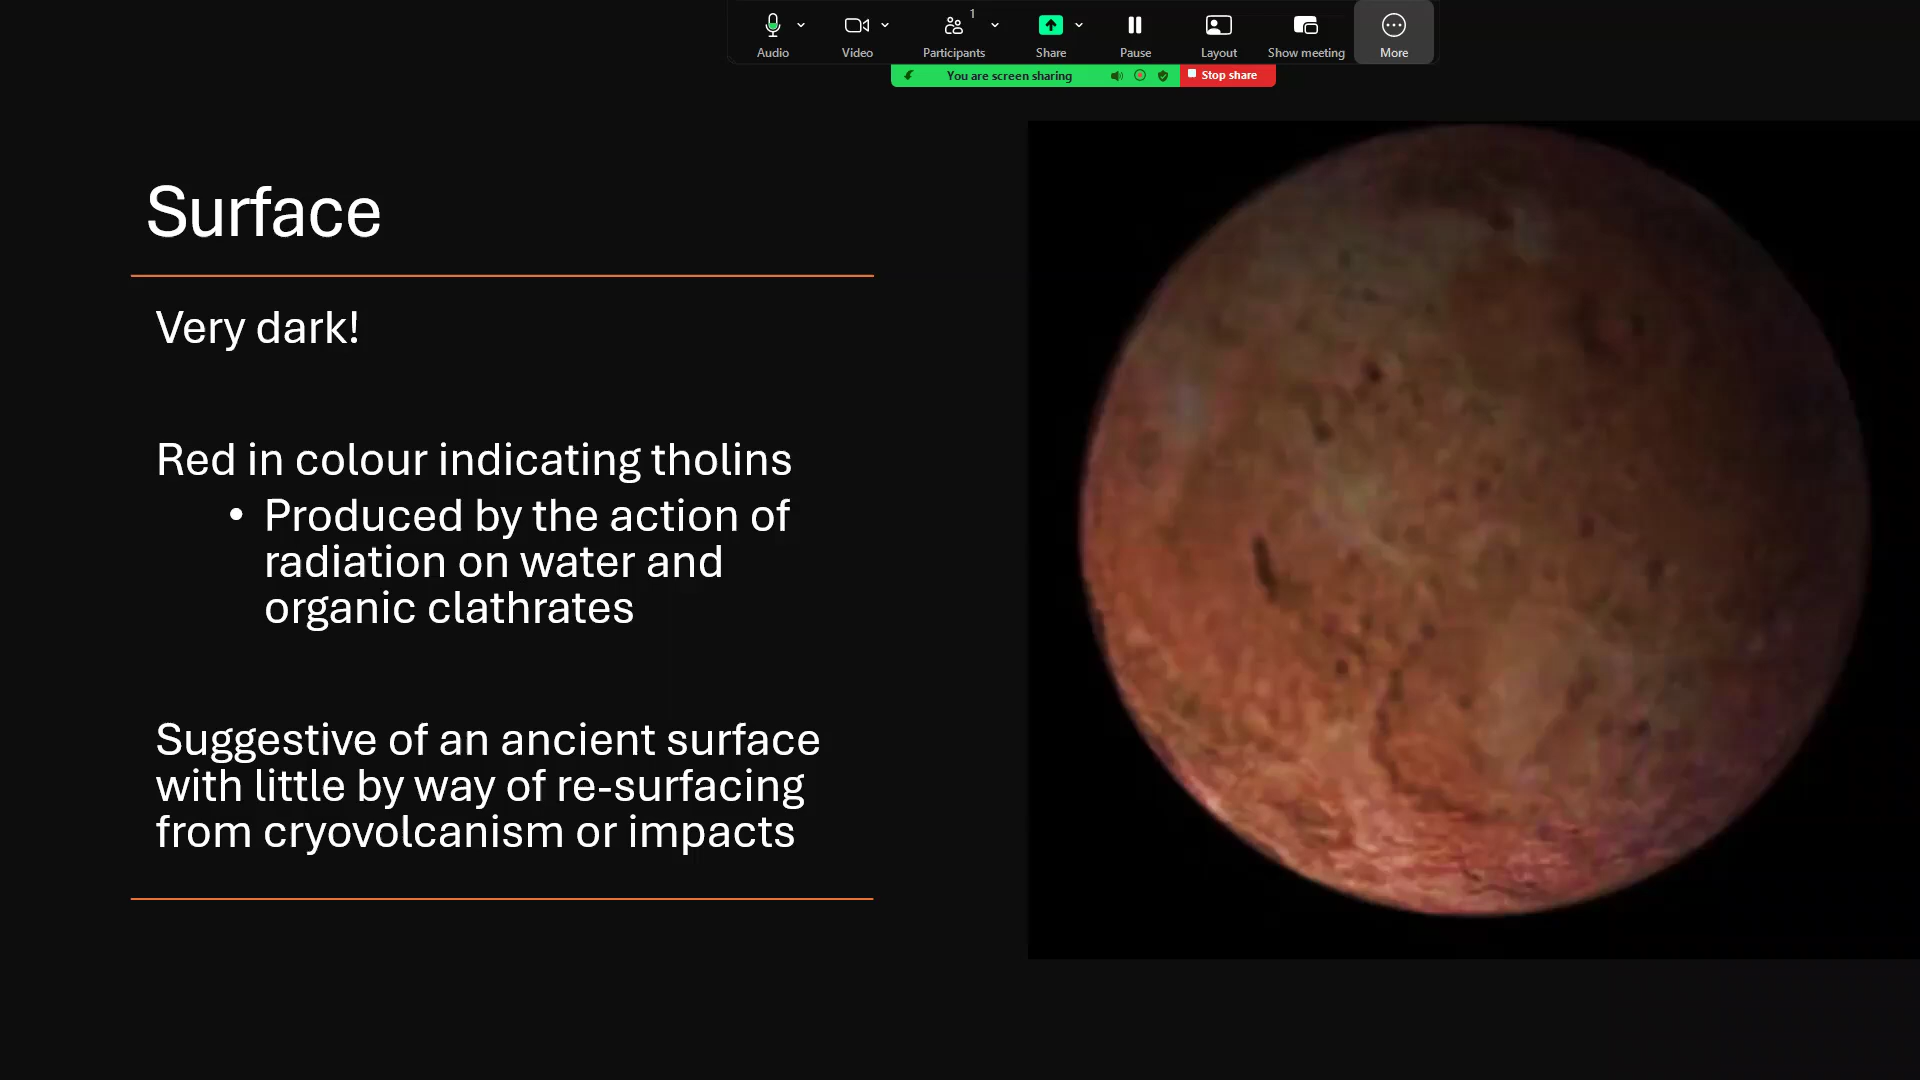 1
Audio
Video
Participants
Share
Pause
Layout
Show meeting
More
You are screen sharing
Stop share
Surface
Very dark!
Red in colour indicating tholins
• Produced by the action of
radiation on water and
organic clathrates
Suggestive of an ancient surface
with little by way of re-surfacing
from cryovolcanism or impacts